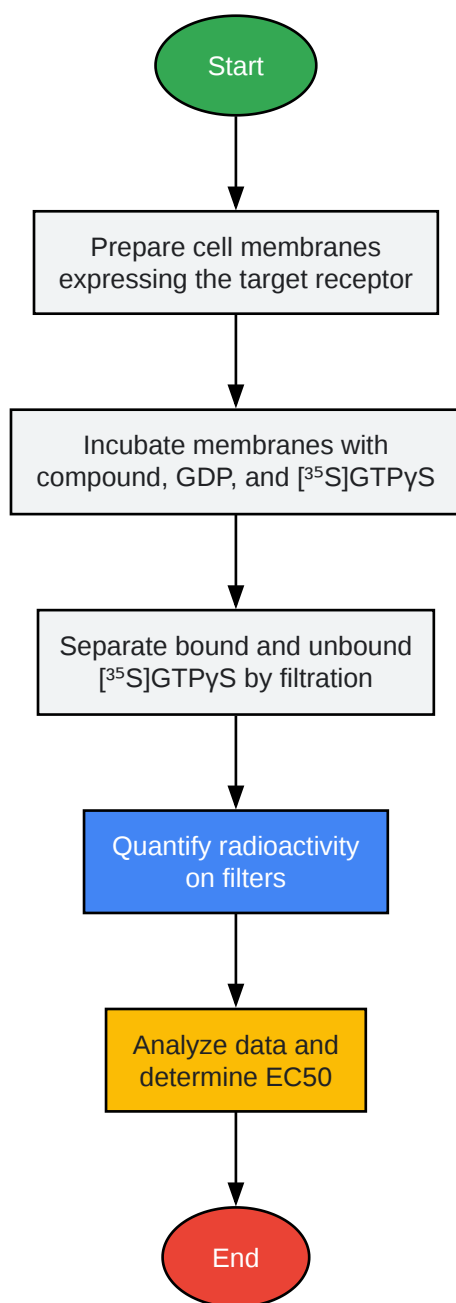 Start
Prepare cell membranes
expressing the target receptor
Incubate membranes with
compound, GDP, and [³⁵S]GTPγS
Separate bound and unbound
[³⁵S]GTPγS by filtration
Quantify radioactivity
on filters
Analyze data and
determine EC50
End